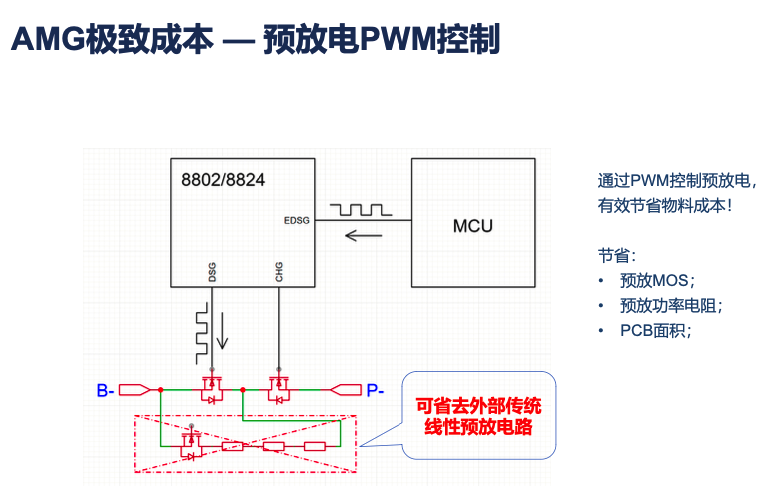 AMG极致成本 — 预放电PWM控制
8802/8824
EDSG
MCU
DSG
CHG
B-
P-
可省去外部传统
线性预放电路
通过PWM控制预放电，
有效节省物料成本！
节省：
• 预放MOS；
• 预放功率电阻；
• PCB面积；